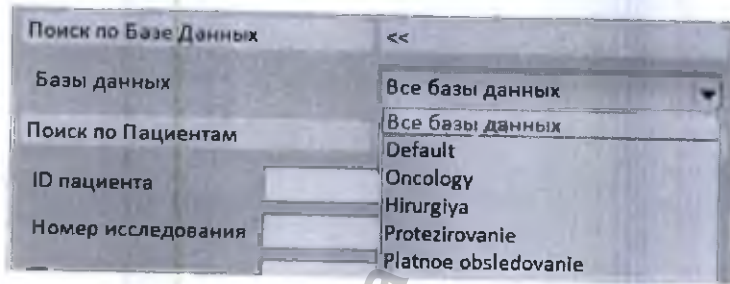 Поиск по Базе Данных <<
Базы данных Все базы данных
Все базы данных
Поиск по Пациентам
Default
ID пациента
Oncology
Hirurgiya
Номер исследования
Protezirovanie
Platnoe obsledovanie